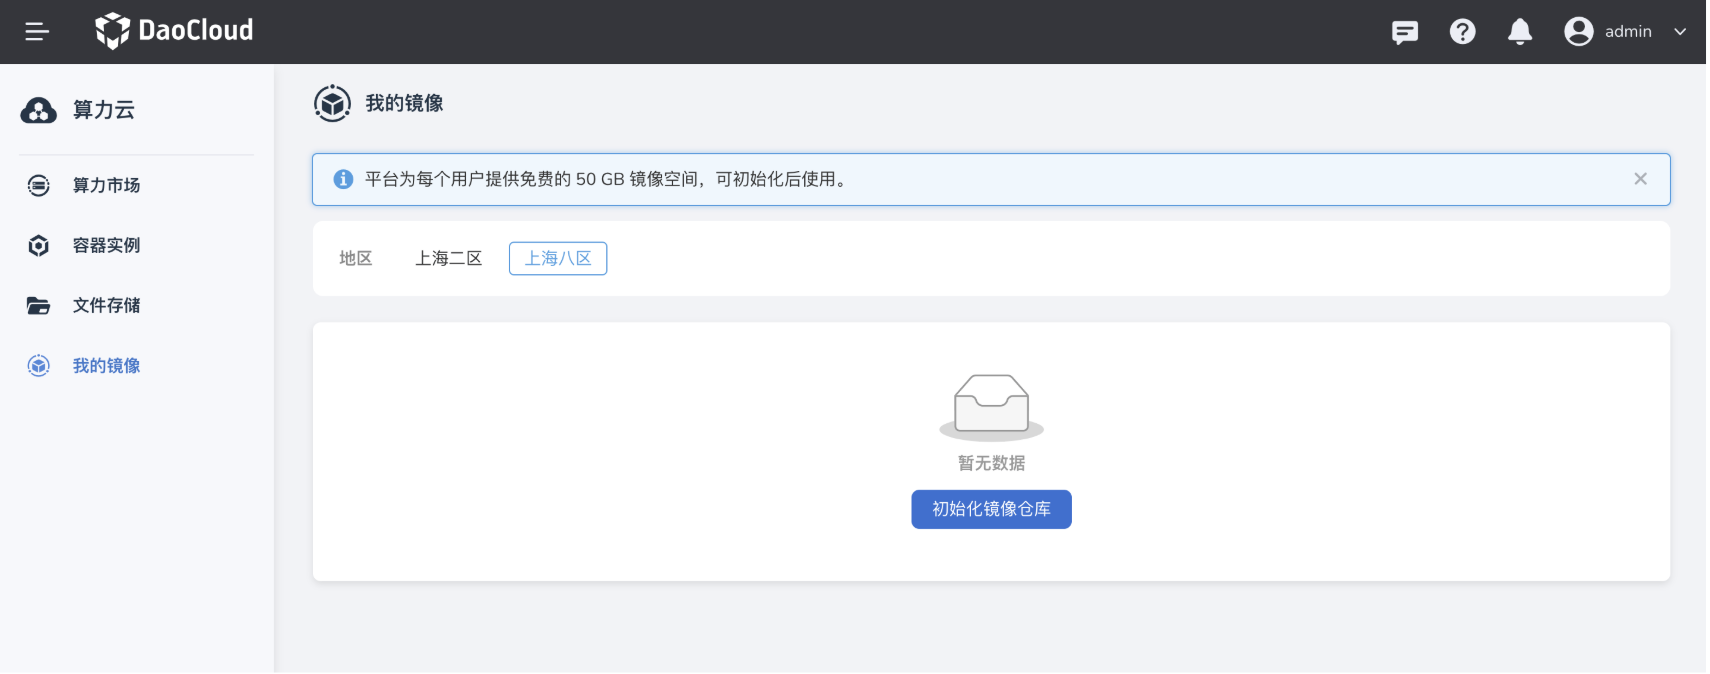 DaoCloud
admin
算力云
算力市场
容器实例
文件存储
我的镜像
我的镜像
平台为每个用户提供免费的 50 GB 镜像空间，可初始化后使用。
地区 上海二区 上海八区
暂无数据
初始化镜像仓库